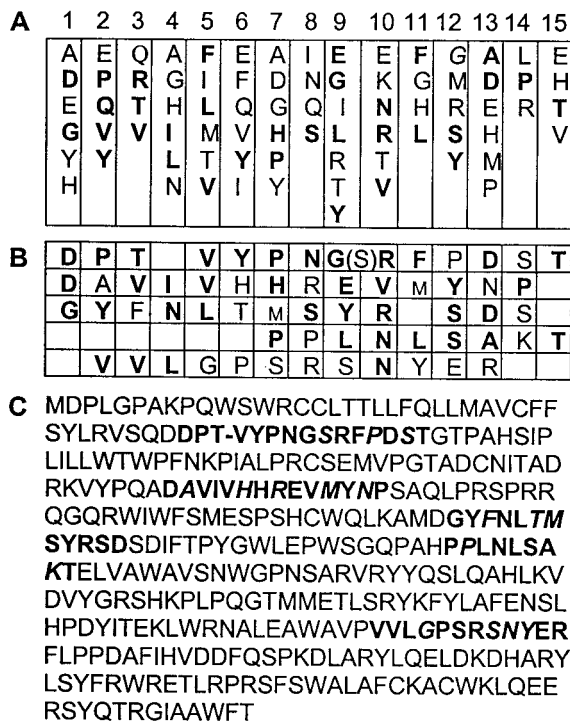 A 1 2 3 4 5 6 7 8 9 10 11 12 13 14 15
A E Q A F E A I E E F G A L E
D P R G I F D N G K G M D P H
E Q T H L Q G Q I N H R E R T
G V V I M V H S L R L S H V
Y Y L T Y P R T Y M
H N V I Y T V P
Y
B D P T V Y P N G(S)R F P D S T
D A V I V H H R E V M Y N P
G Y F N L T M S Y R S D S
P P L N L S A K T
V V L G P S R S N Y E R
C MDPLGPAKPQWSWRCCLTTLLFQLLMAVCFF
SYLRVSQDDPT-VYPNGSRFPDSTGTPAHSIP
LILLWTWPFNKPIALPRCSEMVPGTADCNITAD
RKVYPQADAVIVHHREVMYNPSAQLPRSPRR
QGQRWIWFSMESPSHCWQLKAMDGYFNLTM
SYRSDSDIFTPYGWLEPWSGQPAHPPLNLSA
KTELVAWAVSNWGPNSARVRYYQSLQAHLKV
DVYGRSHKPLPQGTMMETLSRYKFYLAFENSL
HPDYITEKLWRNALEAWAVPVVLGPSRSNYER
FLPPDAFIHVDDFQSPKDLARYLQELDKDHARY
LSYFRWRETLRPRSFSWALAFCKACWKLQEE
RSYQTRGIAAWFT